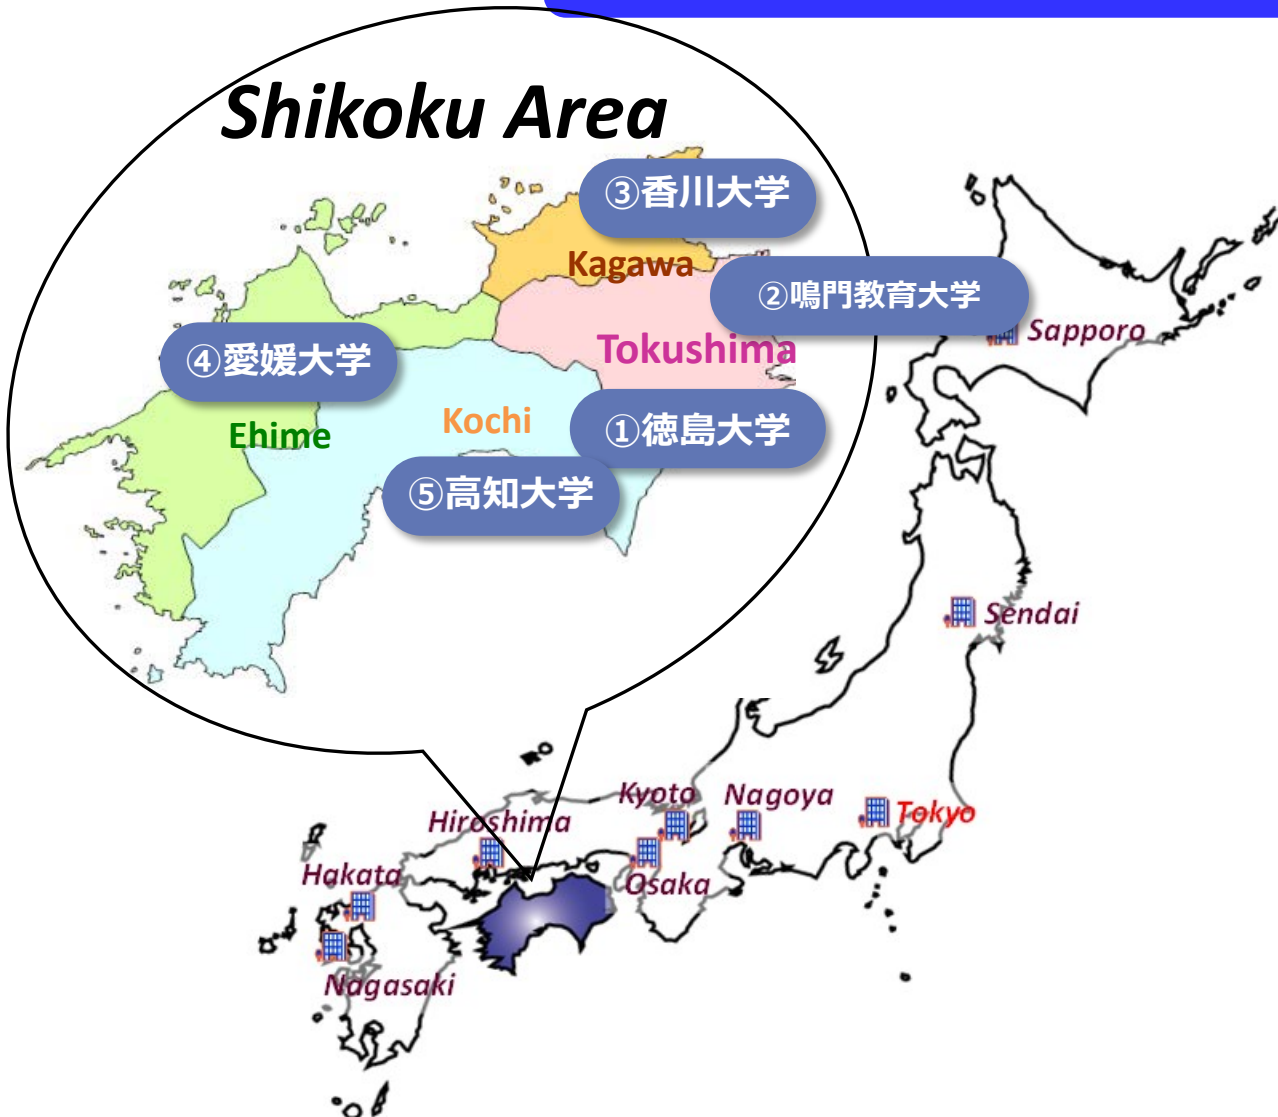 Shikoku Area
③香川大学
Kagawa
②鳴門教育大学
Sapporo
Tokushima
④愛媛大学
Ehime
Kochi
①徳島大学
⑤高知大学
Sendai
Kyoto
Nagoya
Tokyo
Hiroshima
Hakata
Osaka
Nagasaki